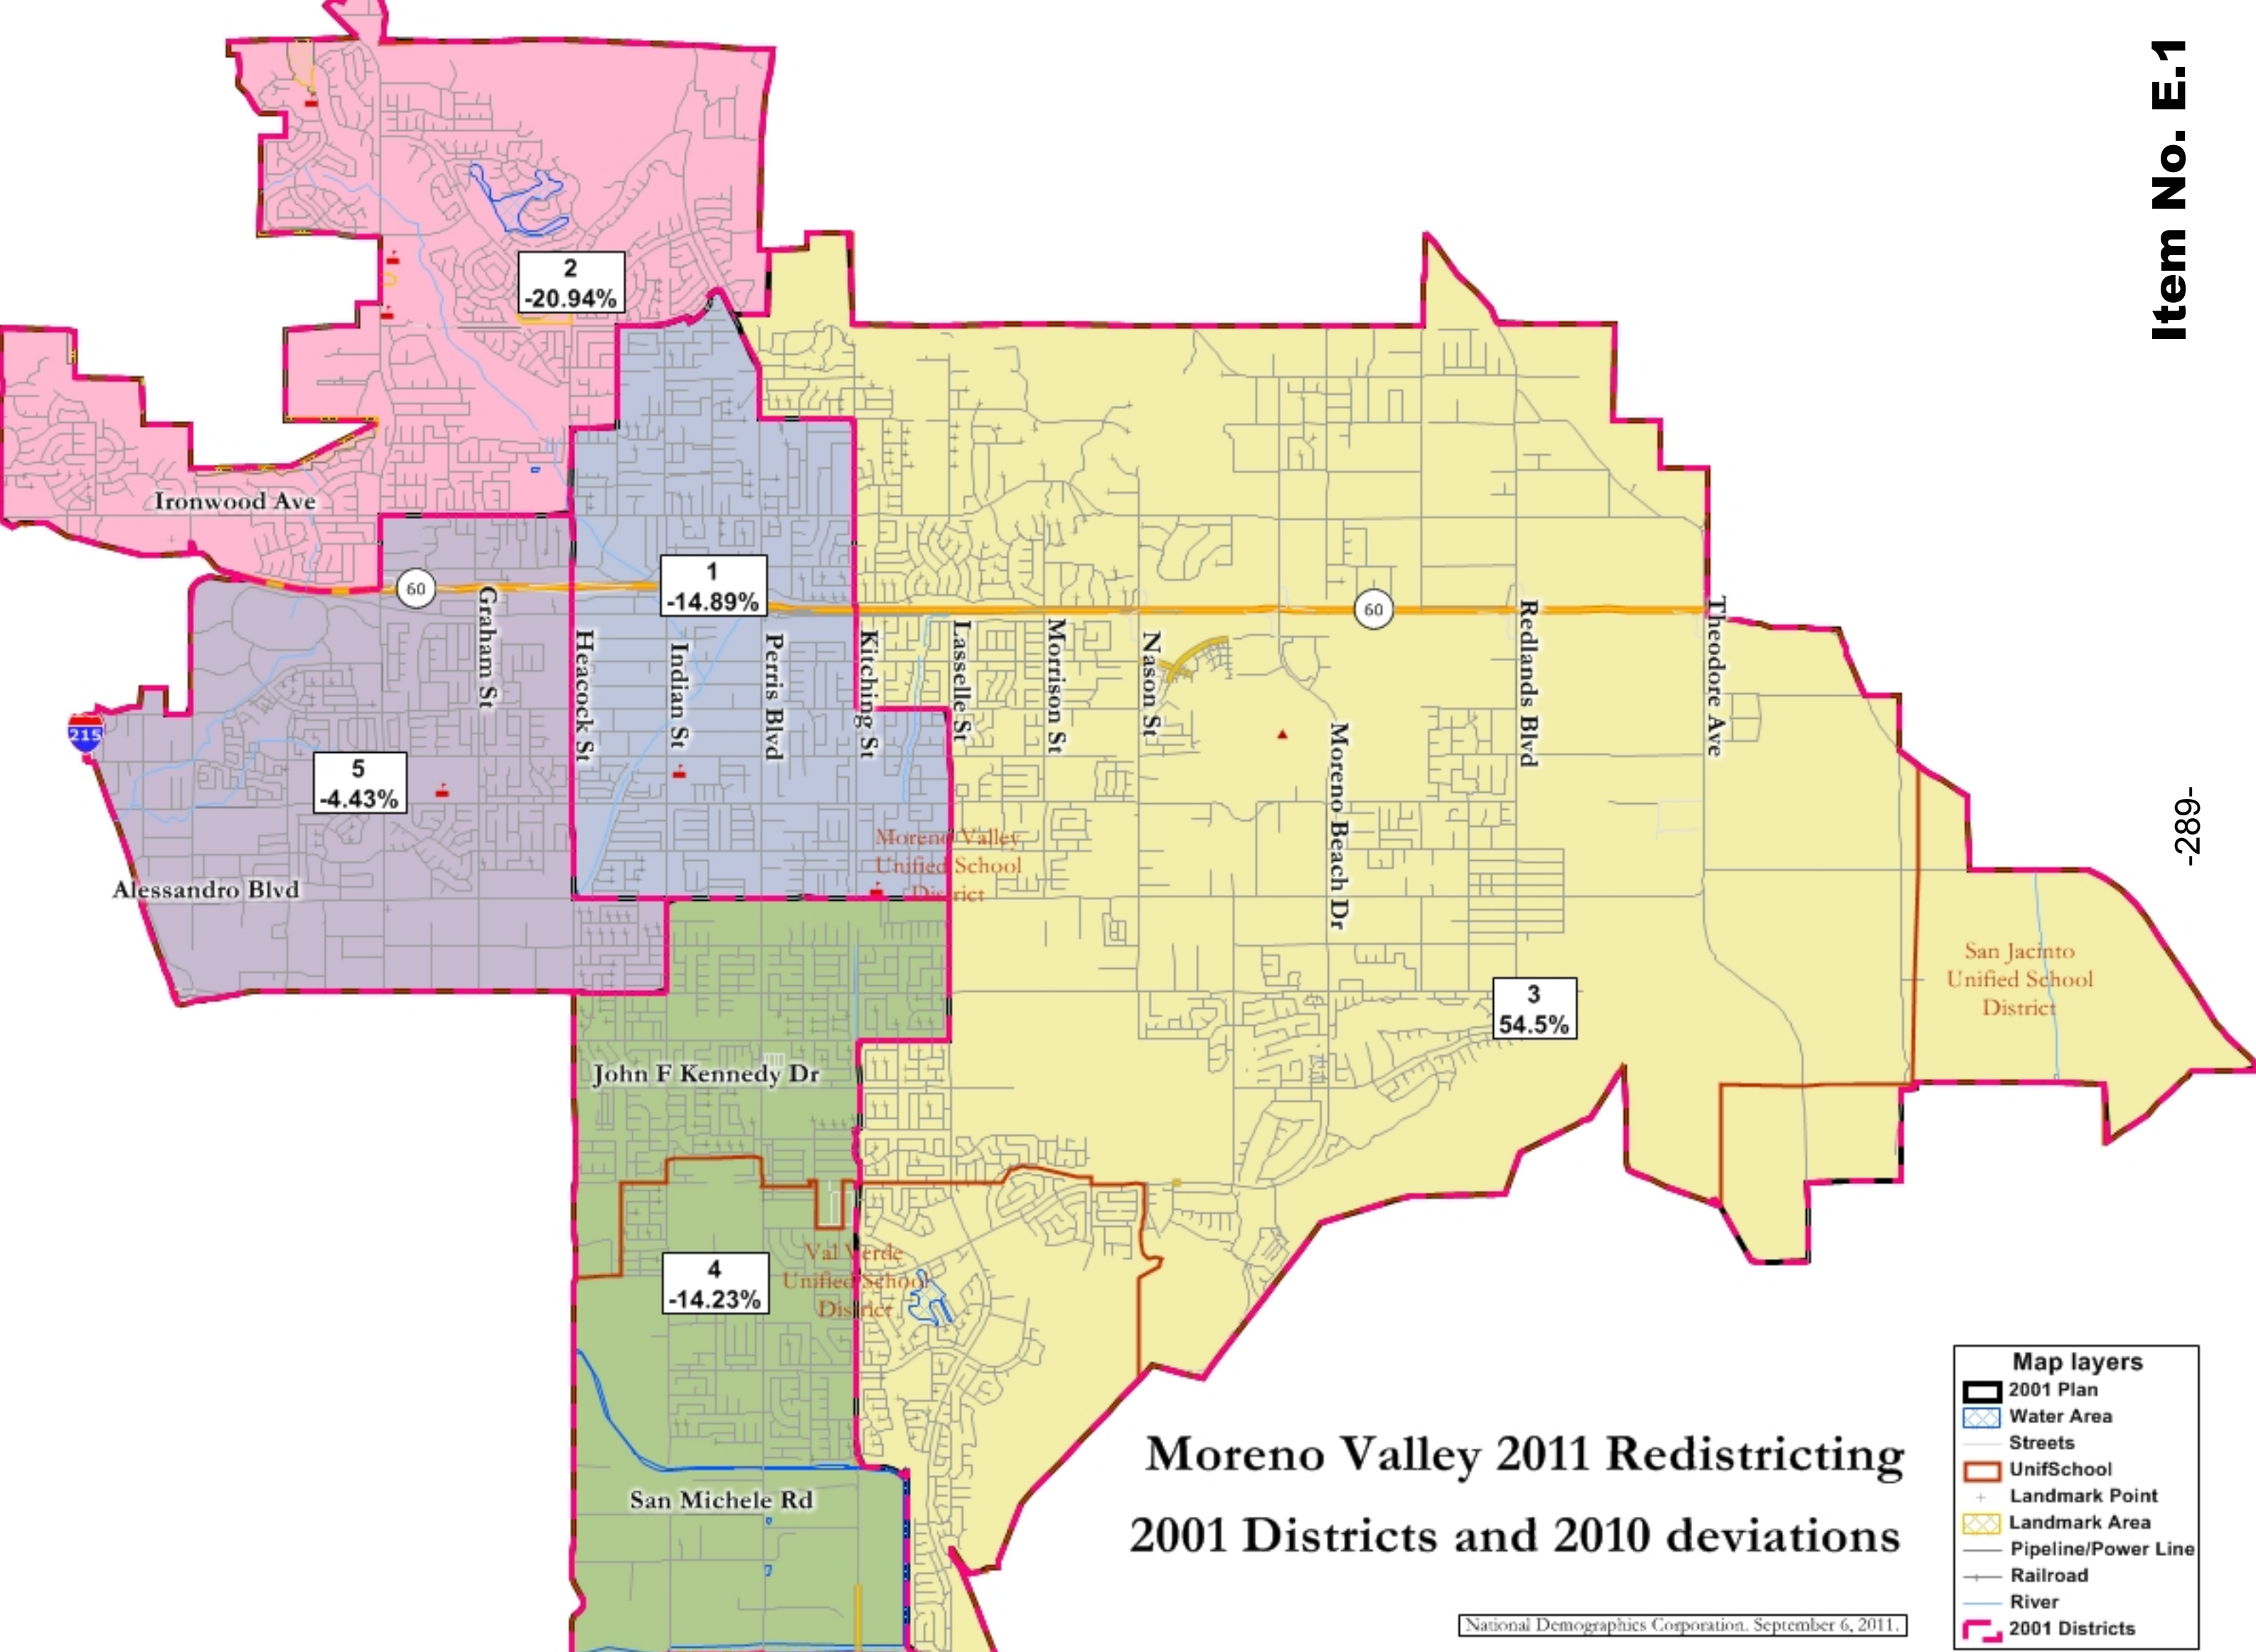 Item No. E.1
2
-20.94%
Ironwood Ave
60
1
-14.89%
60
Graham St
Heacock St
Indian St
Perris Blvd
Kitching St
Lasselle St
Morrison St
Nason St
Moreno Beach Dr
Redlands Blvd
Theodore Ave
215
5
-4.43%
-289-
Moreno Valley
Unified School
District
Alessandro Blvd
San Jacinto
Unified School
District
3
54.5%
John F Kennedy Dr
Val Verde
Unified School
District
4
-14.23%
San Michele Rd
Moreno Valley 2011 Redistricting
2001 Districts and 2010 deviations
National Demographics Corporation. September 6, 2011.
Map layers
2001 Plan
Water Area
Streets
UnifSchool
Landmark Point
Landmark Area
Pipeline/Power Line
Railroad
River
2001 Districts